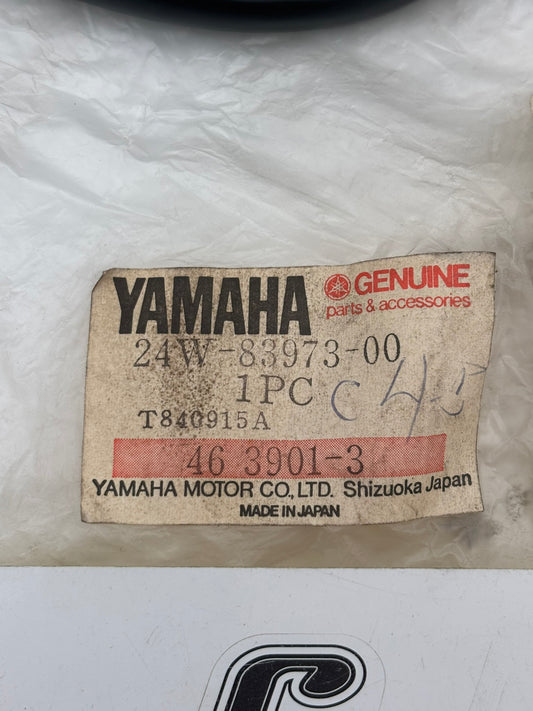 YAMAHA
GENUINE
parts & accessories
24W-83973-00
1PC
C45
T840915A
46 3901-3
YAMAHA MOTOR CO., LTD. Shizuoka Japan
MADE IN JAPAN